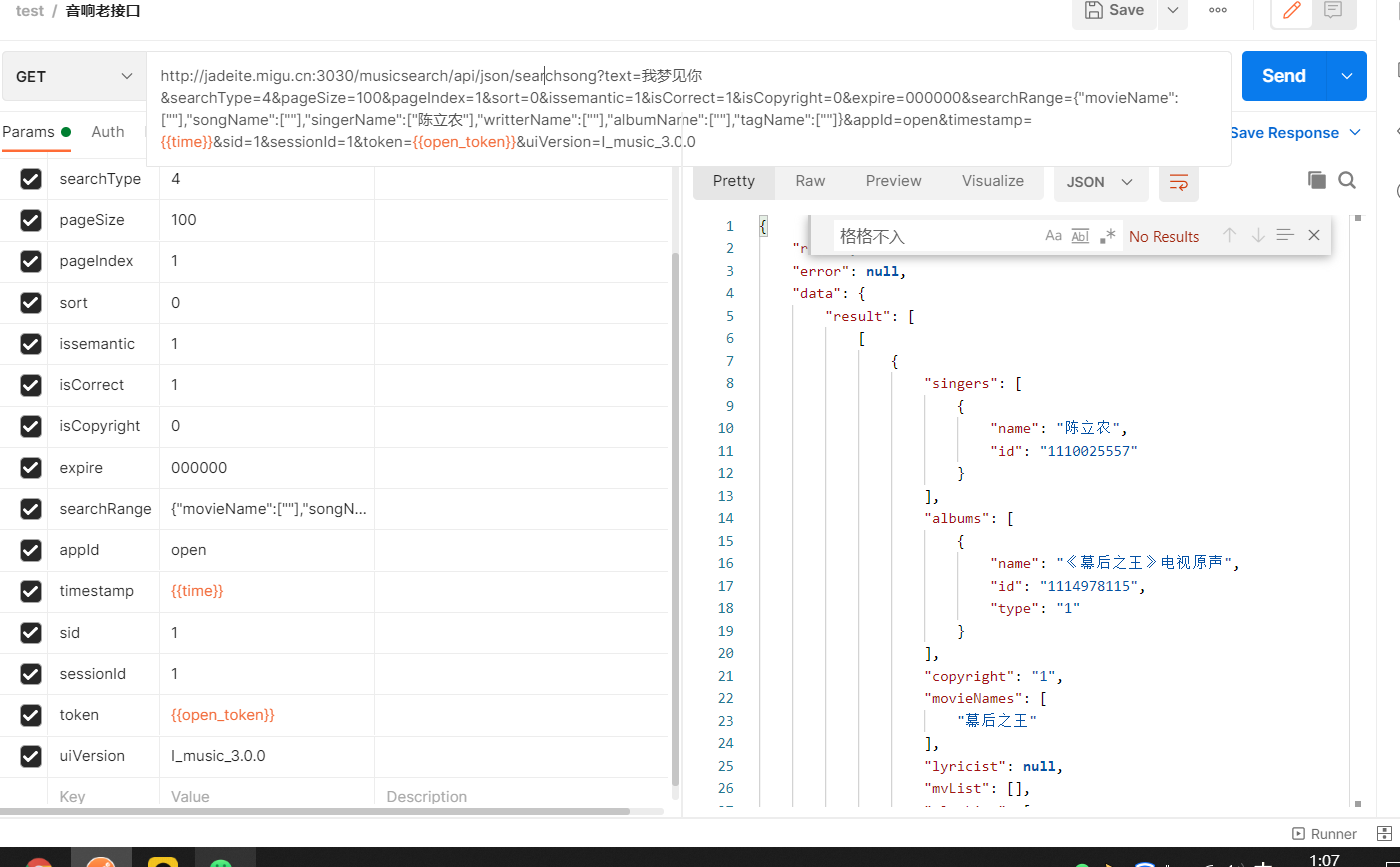 test / 音响老接口
Save
GET
http://jadeite.migu.cn:3030/musicsearch/api/json/searchsong?text=我梦见你
&searchType=4&pageSize=100&pageIndex=1&sort=0&issemantic=1&isCorrect=1&isCopyright=0&expire=000000&searchRange={"movieName":
[""],"songName":[""],"singerName":["陈立农"],"writterName":[""],"albumName":[""],"tagName":[""]}&appId=open&timestamp=
{{time}}&sid=1&sessionId=1&token={{open_token}}&uiVersion=I_music_3.0.0
Send
Params
Auth
Save Response
searchType 4
pageSize 100
pageIndex 1
sort 0
issemantic 1
isCorrect 1
isCopyright 0
expire 000000
searchRange {"movieName":[""],"songN...
appId open
timestamp {{time}}
sid 1
sessionId 1
token {{open_token}}
uiVersion I_music_3.0.0
Key Value Description
Pretty Raw Preview Visualize JSON
格格不入 Aa Abl .* No Results
1 {
2 "r
3 "error": null,
4 "data": {
5 "result": [
6 [
7 {
8 "singers": [
9 {
10 "name": "陈立农",
11 "id": "1110025557"
12 }
13 ],
14 "albums": [
15 {
16 "name": "《幕后之王》电视原声",
17 "id": "1114978115",
18 "type": "1"
19 }
20 ],
21 "copyright": "1",
22 "movieNames": [
23 "幕后之王"
24 ],
25 "lyricist": null,
26 "mvList": [],
Runner
1:07